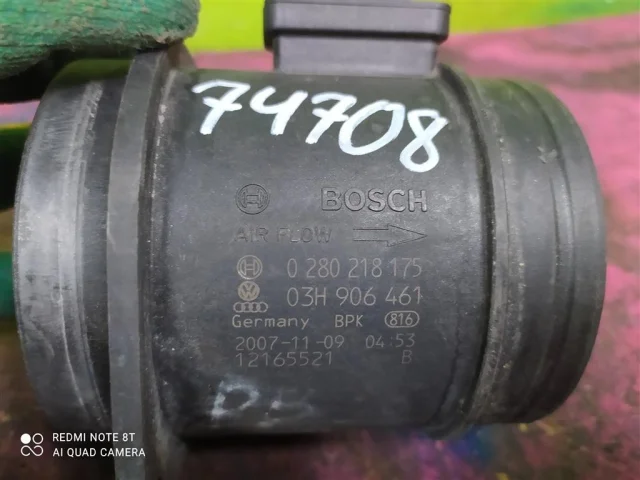 74708
BOSCH
AIR FLOW
0 280 218 175
03H 906 461
Germany BPK 816
2007-11-09 04:53
12165521 B
REDMI NOTE 8T
AI QUAD CAMERA